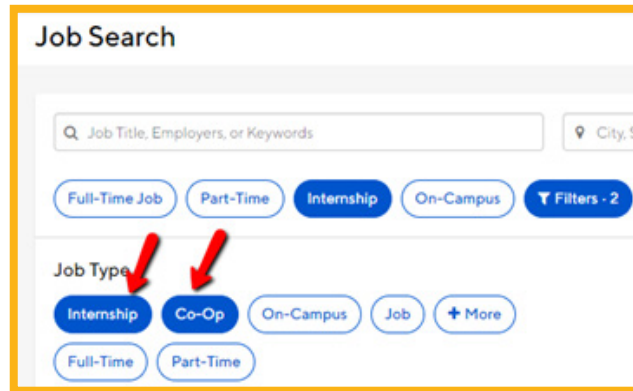 Job Search
Job Title, Employers, or Keywords
City, S
Full-Time Job Part-Time Internship On-Campus Filters - 2
Job Type
Internship Co-Op On-Campus Job + More
Full-Time Part-Time